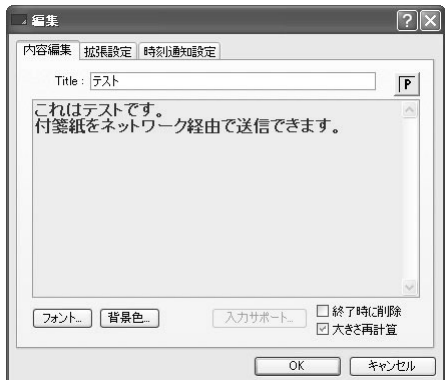 編集
内容編集 拡張設定 時刻通知設定
Title : テスト
P
これはテストです。
付箋紙をネットワーク経由で送信できます。
フォント... 背景色... 入力サポート... 終了時に削除
大きさ再計算
OK キャンセル